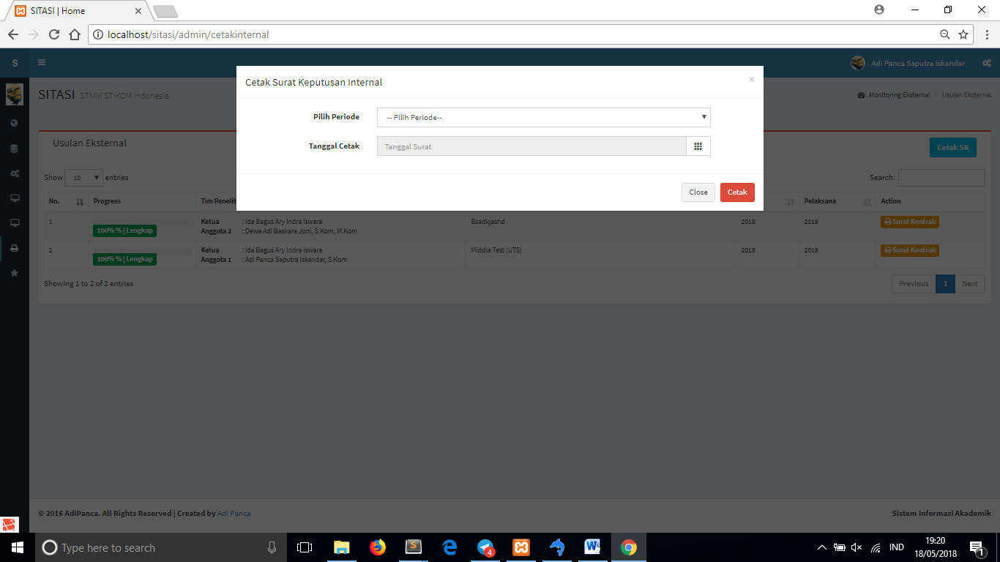 SITASI | Home
localhost/sitasi/admin/cetakinternal
S
Adi Panca Saputra Iskandar
SITASI STMIK STIKOM Indonesia
Monitoring Eksternal > Usulan Eksternal
Cetak Surat Keputusan Internal
×
Pilih Periode
-- Pilih Periode--
Tanggal Cetak
Tanggal Surat
Close
Cetak
Usulan Eksternal
Cetak SK
Show 10 entries
Search:
No. Progress Tim Penelit Pelaksana Action
1 100% % | Lengkap Ketua : Ida Bagus Ary Indra Iswara Bsadkjashd 2018 2019 Surat Kontrak
Anggota 2 : Dewa Adi Baskara Joni, S.Kom, M.Kom
2 100% % | Lengkap Ketua : Ida Bagus Ary Indra Iswara Middle Test (UTS) 2018 2019 Surat Kontrak
Anggota 1 : Adi Panca Saputra Iskandar, S.Kom
Showing 1 to 2 of 2 entries
Previous 1 Next
© 2016 AdiPanca. All Rights Reserved | Created by Adi Panca
Sistem Informasi Akademik
Type here to search
4
IND
19:20
18/05/2018
1